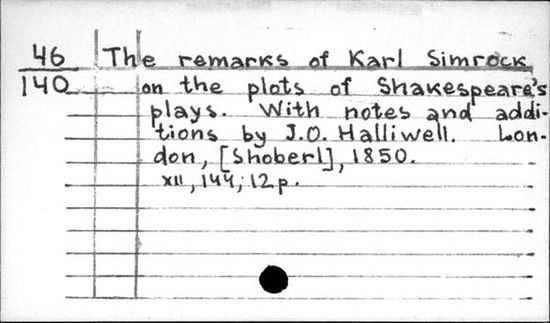 46 The remarks of Karl Simrock
140 on the plots of Shakespeare's
plays. With notes and addi-
tions by J.O. Halliwell. Lon-
don, [Shoberl], 1850.
XII, 144, 12 p.